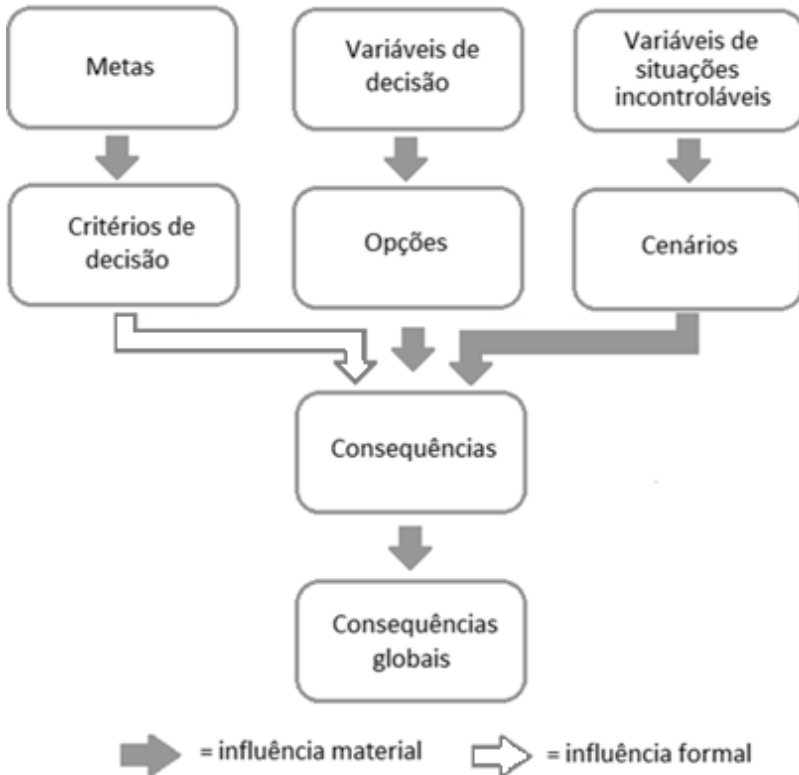 Metas
Variáveis de
decisão
Variáveis de
situações
incontroláveis
Critérios de
decisão
Opções
Cenários
Consequências
Consequências
globais
= influência material
= influência formal